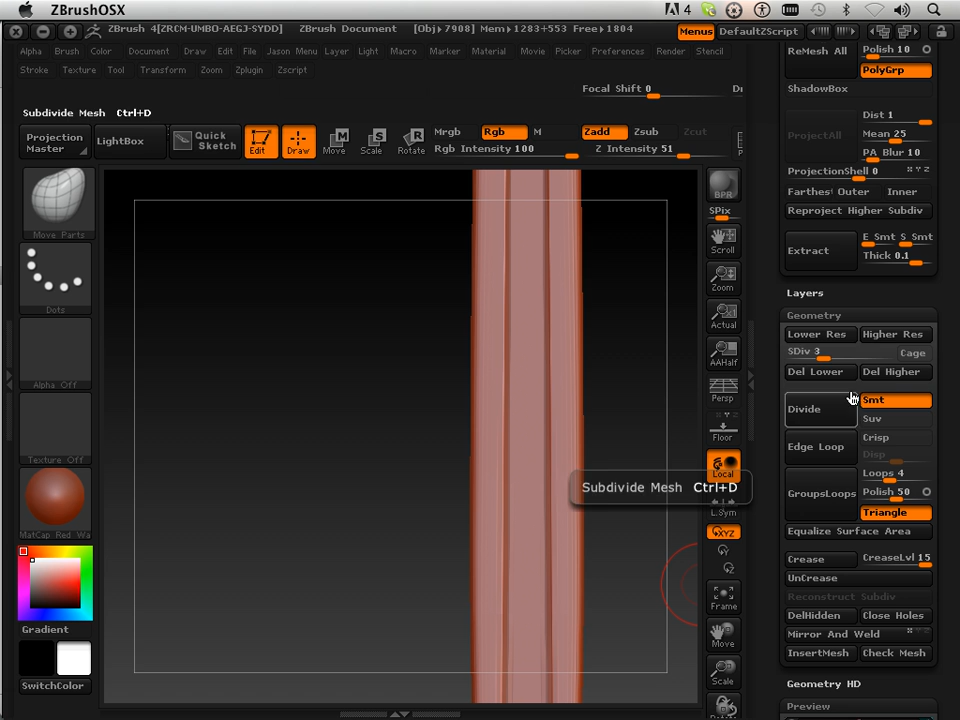 ZBrushOSX
4
ZBrush 4[ZRCM-UMBO-AEGJ-SYDD] ZBrush Document [Obj▸7908] Mem▸1283+553 Free▸1804 Menus DefaultZScript
Alpha Brush Color Document Draw Edit File Jason Menu Layer Light Macro Marker Material Movie Picker Preferences Render Stencil
Stroke Texture Tool Transform Zoom Zplugin Zscript
Focal Shift 0
Subdivide Mesh Ctrl+D
Projection Master
LightBox
Quick Sketch
Edit
Draw
Move
Scale
Rotate
Mrgb Rgb M Zadd Zsub Zcut
Rgb Intensity 100 Z Intensity 51
Move Parts
Dots
Alpha Off
Texture Off
MatCap Red Wa
Gradient
SwitchColor
BPR
SPix
Scroll
Zoom
Actual
AAHalf
Persp
Floor
Local
L.Sym
XYZ
Frame
Move
Scale
Subdivide Mesh Ctrl+D
ReMesh All Polish 10
PolyGrp
ShadowBox
ProjectAll
Dist 1
Mean 25
PA Blur 10
ProjectionShell 0
Farthest Outer Inner
Reproject Higher Subdiv
Extract
E Smt S Smt
Thick 0.1
Layers
Geometry
Lower Res Higher Res
SDiv 3 Cage
Del Lower Del Higher
Divide
Smt
Suv
Edge Loop
Crisp
Disp
GroupsLoops
Loops 4
Polish 50
Triangle
Equalize Surface Area
Crease CreaseLvl 15
UnCrease
Reconstruct Subdiv
DelHidden Close Holes
Mirror And Weld
InsertMesh Check Mesh
Geometry HD
Preview